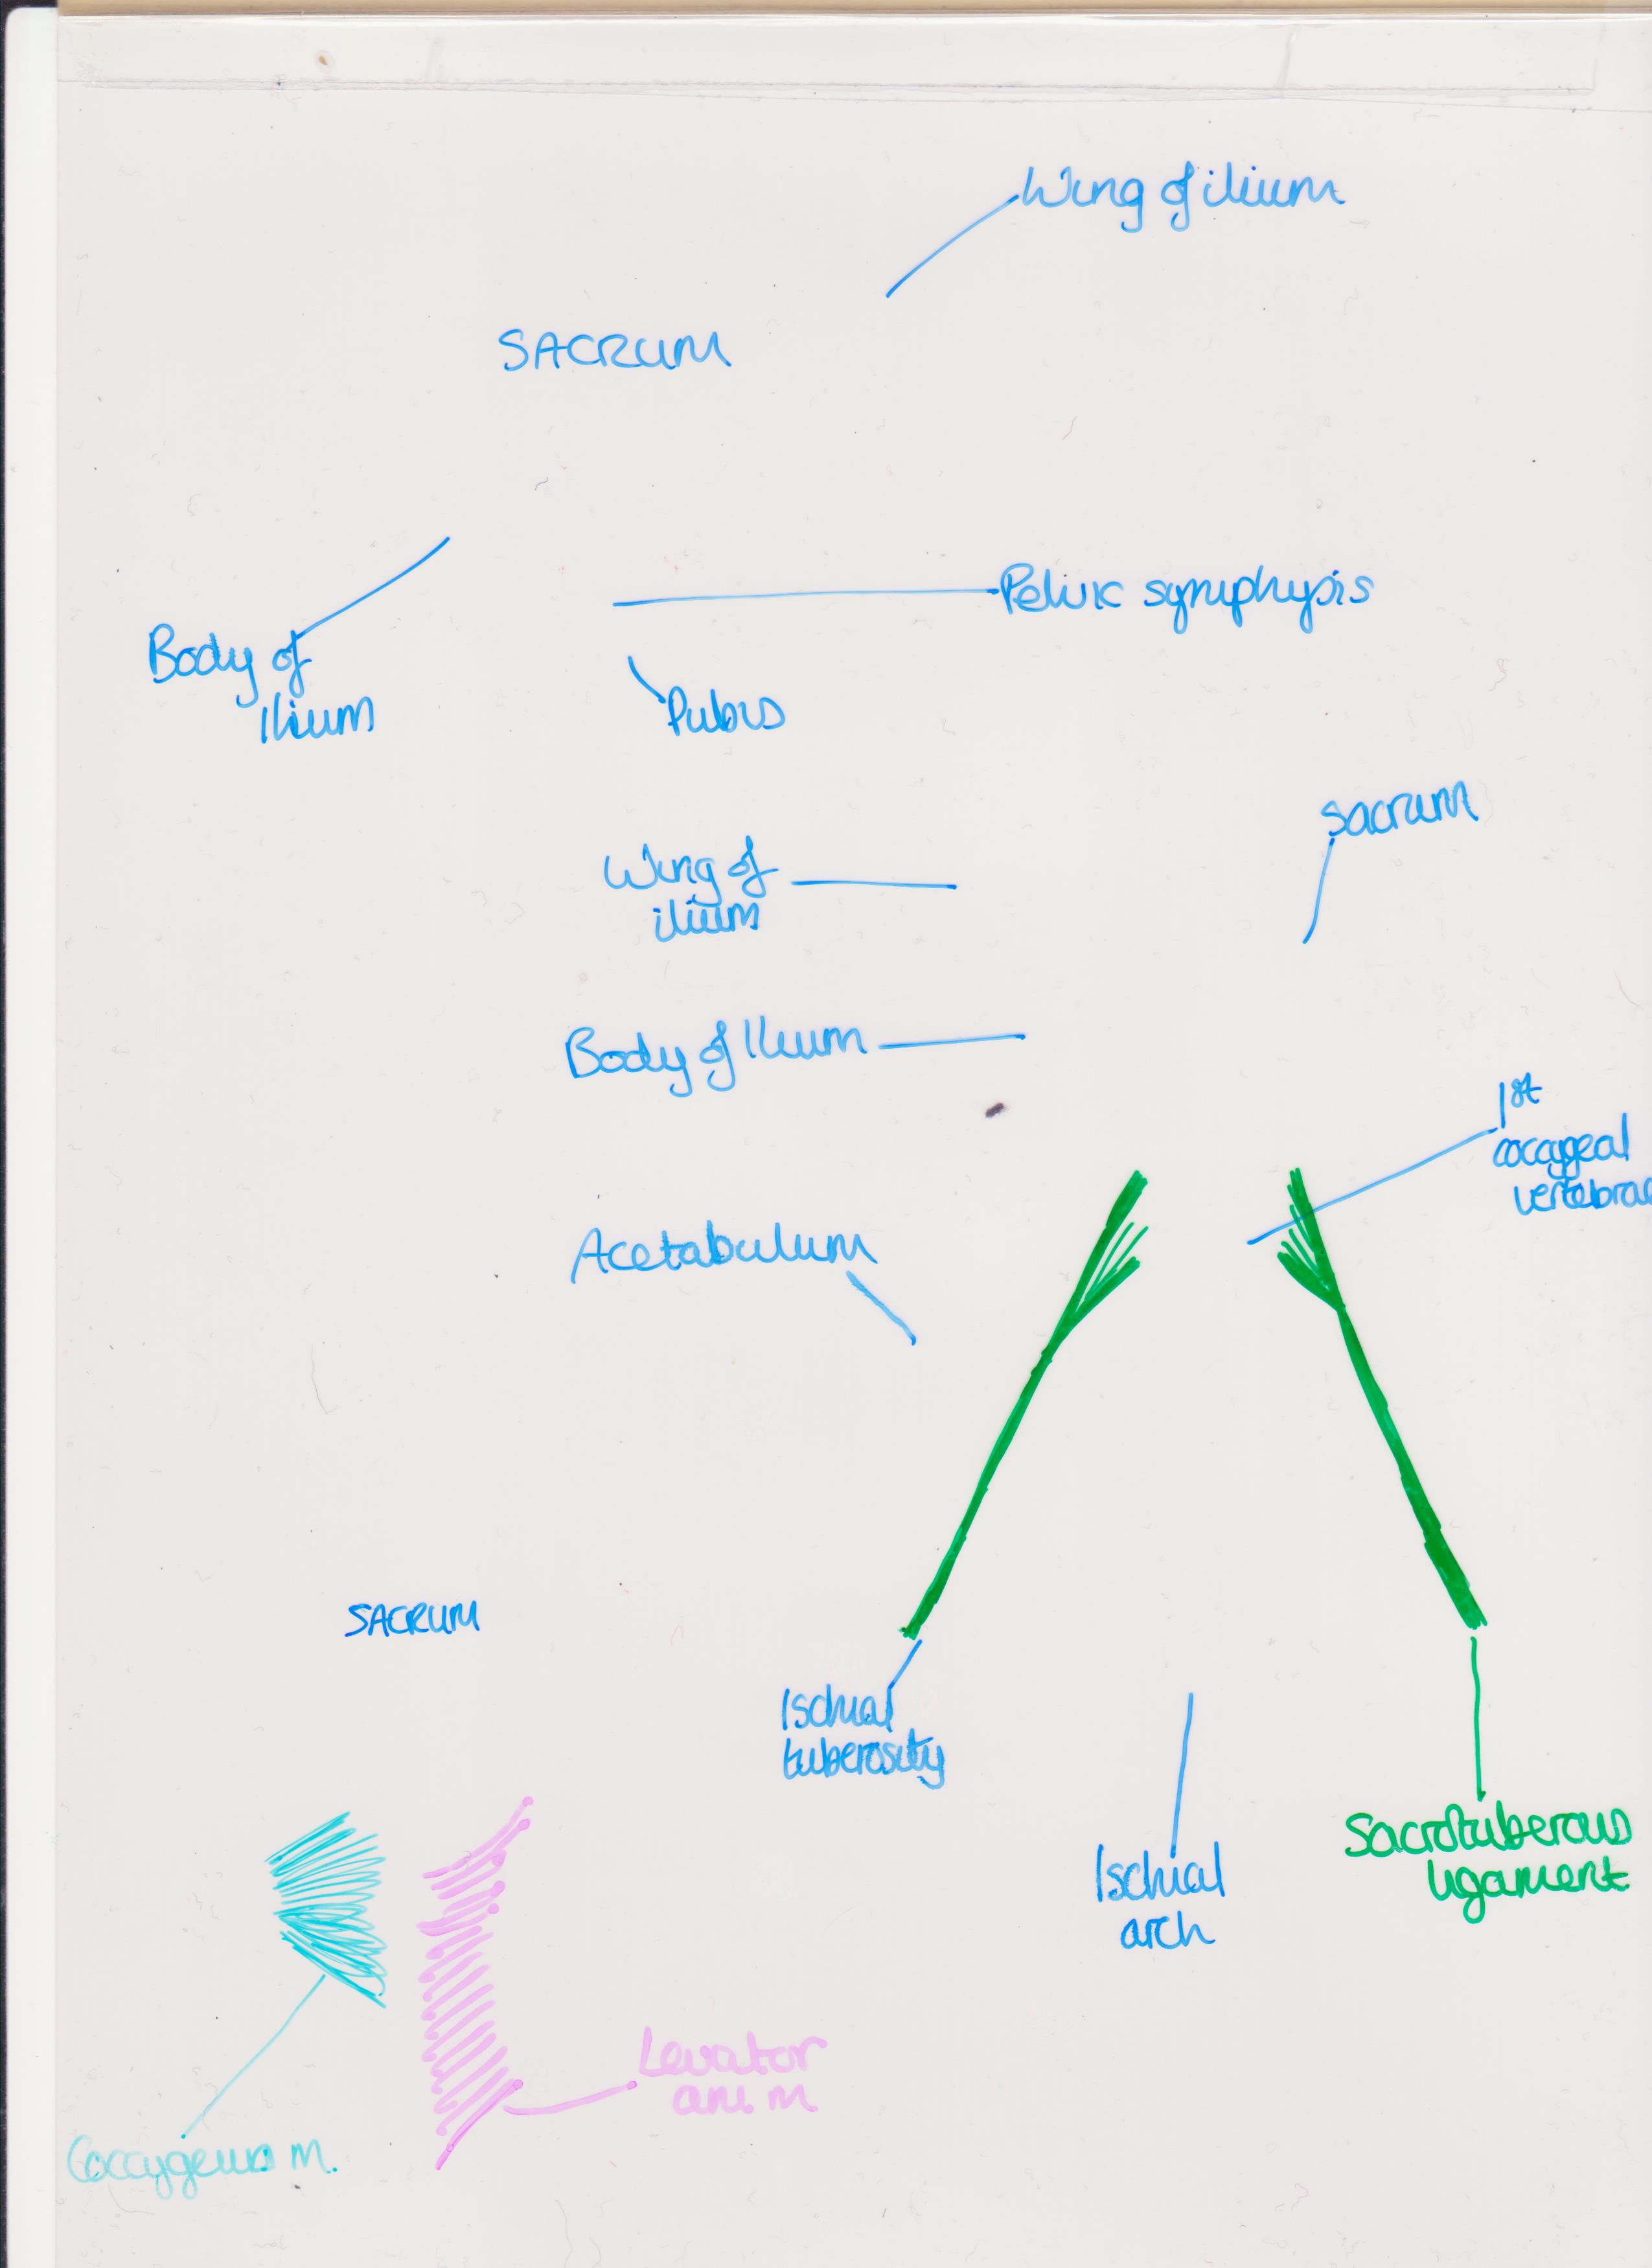 Wing of ilium
SACRUM
Pelvic symphysis
Body of
Ilium
Pubis
sacrum
Wing of
ilium
Body of Ilium
1st
coccygeal
vertebrae
Acetabulum
SACRUM
Ischial
tuberosity
Sacrotuberous
ligament
Ischial
arch
Levator
ani m
Coccygeus m.